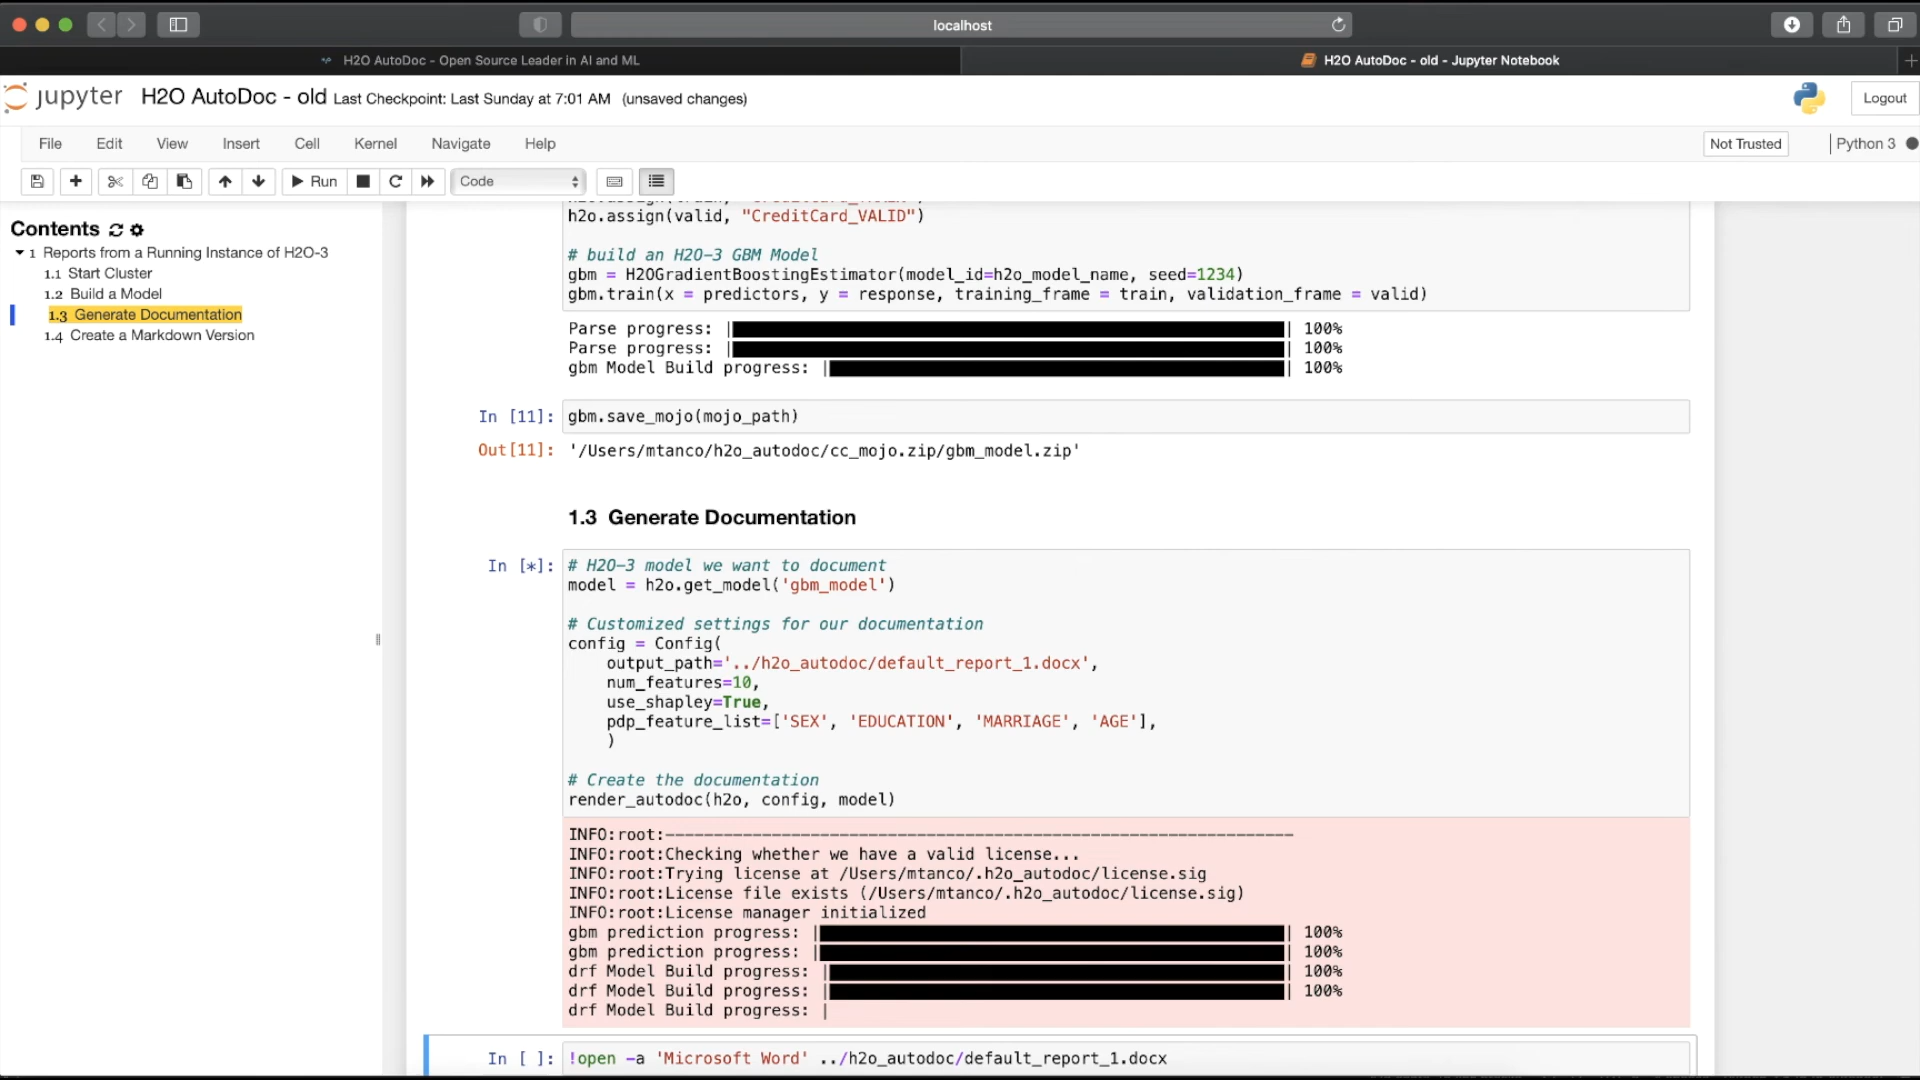 localhost
H2O AutoDoc - Open Source Leader in AI and ML
H2O AutoDoc - old - Jupyter Notebook
jupyter H2O AutoDoc - old Last Checkpoint: Last Sunday at 7:01 AM (unsaved changes)
Logout
File Edit View Insert Cell Kernel Navigate Help
Not Trusted
Python 3
Run
Code
Contents
1 Reports from a Running Instance of H2O-3
1.1 Start Cluster
1.2 Build a Model
1.3 Generate Documentation
1.4 Create a Markdown Version
h2o.assign(valid, "CreditCard_VALID")
# build an H2O-3 GBM Model
gbm = H2OGradientBoostingEstimator(model_id=h2o_model_name, seed=1234)
gbm.train(x = predictors, y = response, training_frame = train, validation_frame = valid)
Parse progress: || 100%
Parse progress: || 100%
gbm Model Build progress: || 100%
In [11]: gbm.save_mojo(mojo_path)
Out[11]: '/Users/mtanco/h2o_autodoc/cc_mojo.zip/gbm_model.zip'
1.3 Generate Documentation
In [*]: # H2O-3 model we want to document
model = h2o.get_model('gbm_model')
# Customized settings for our documentation
config = Config(
output_path='../h2o_autodoc/default_report_1.docx',
num_features=10,
use_shapley=True,
pdp_feature_list=['SEX', 'EDUCATION', 'MARRIAGE', 'AGE'],
)
# Create the documentation
render_autodoc(h2o, config, model)
INFO:root:-----------------------------------------------------------------
INFO:root:Checking whether we have a valid license...
INFO:root:Trying license at /Users/mtanco/.h2o_autodoc/license.sig
INFO:root:License file exists (/Users/mtanco/.h2o_autodoc/license.sig)
INFO:root:License manager initialized
gbm prediction progress: || 100%
gbm prediction progress: || 100%
drf Model Build progress: || 100%
drf Model Build progress: || 100%
drf Model Build progress: |
In [ ]: !open -a 'Microsoft Word' ../h2o_autodoc/default_report_1.docx